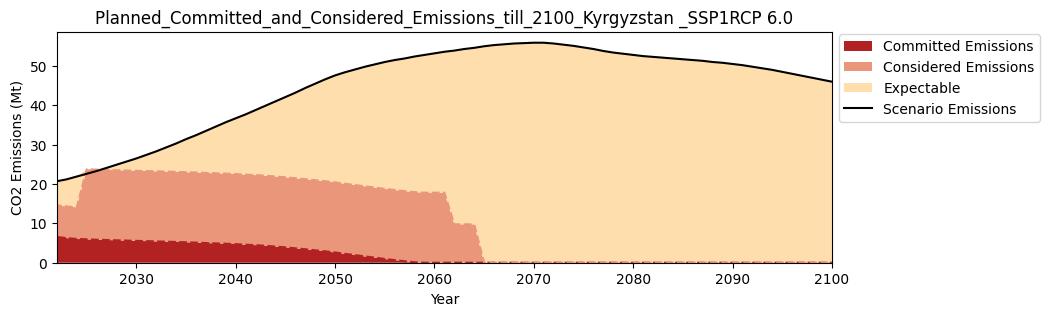 Planned_Committed_and_Considered_Emissions_till_2100_Kyrgyzstan _SSP1RCP 6.0
Committed Emissions
Considered Emissions
Expectable
Scenario Emissions
CO2 Emissions (Mt)
50
40
30
20
10
0
2030 2040 2050 2060 2070 2080 2090 2100
Year